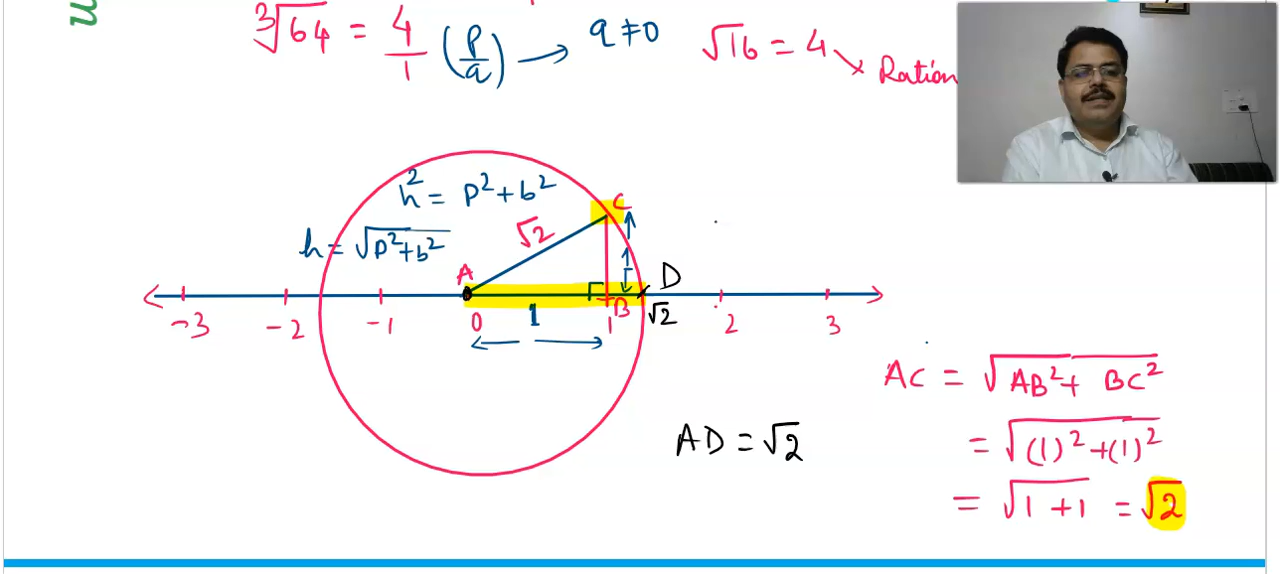 ∛64 = 4/1 (p/q) → q ≠ 0
√16 = 4 Ration
h² = p² + b²
h = √p²+b²
√2
C
A
1
D
B
-3 -2 -1 0 1 √2 2 3
1
AC = √AB² + BC²
= √(1)² + (1)²
= √1 + 1 = √2
AD = √2